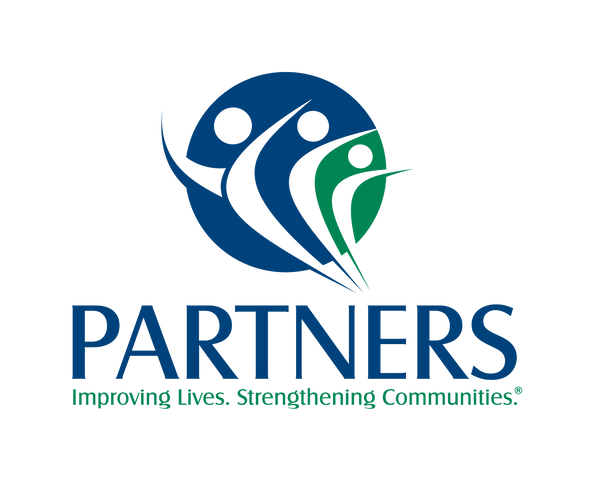 PARTNERS
Improving Lives. Strengthening Communities.®